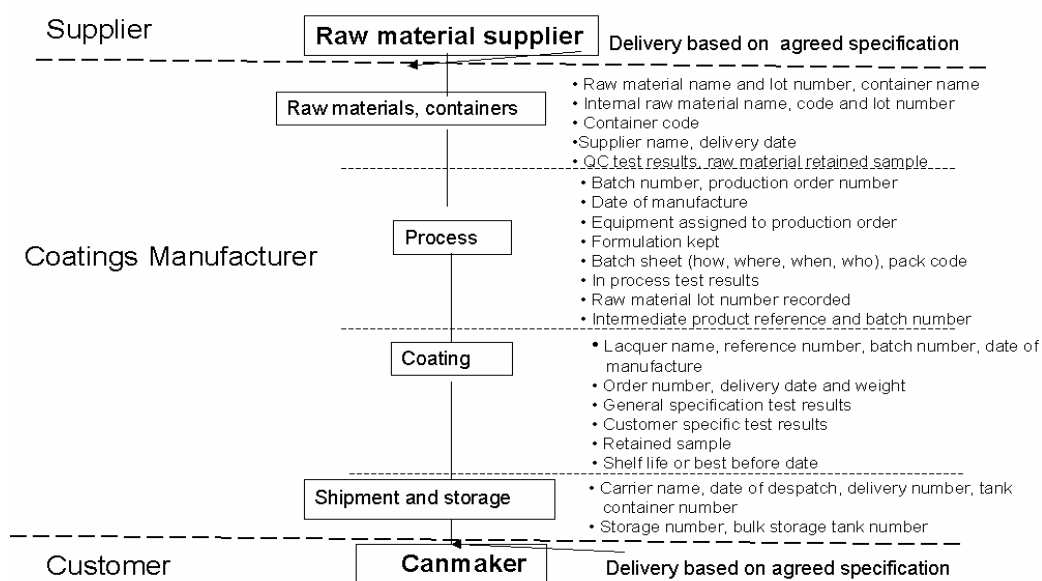 Supplier
Raw material supplier
Delivery based on agreed specification
Raw materials, containers
• Raw material name and lot number, container name
• Internal raw material name, code and lot number
• Container code
•Supplier name, delivery date
• QC test results, raw material retained sample
Coatings Manufacturer
Process
• Batch number, production order number
• Date of manufacture
• Equipment assigned to production order
• Formulation kept
• Batch sheet (how, where, when, who), pack code
• In process test results
• Raw material lot number recorded
• Intermediate product reference and batch number
Coating
• Lacquer name, reference number, batch number, date of
manufacture
• Order number, delivery date and weight
• General specification test results
• Customer specific test results
• Retained sample
• Shelf life or best before date
Shipment and storage
• Carrier name, date of despatch, delivery number, tank
container number
• Storage number, bulk storage tank number
Customer
Canmaker
Delivery based on agreed specification